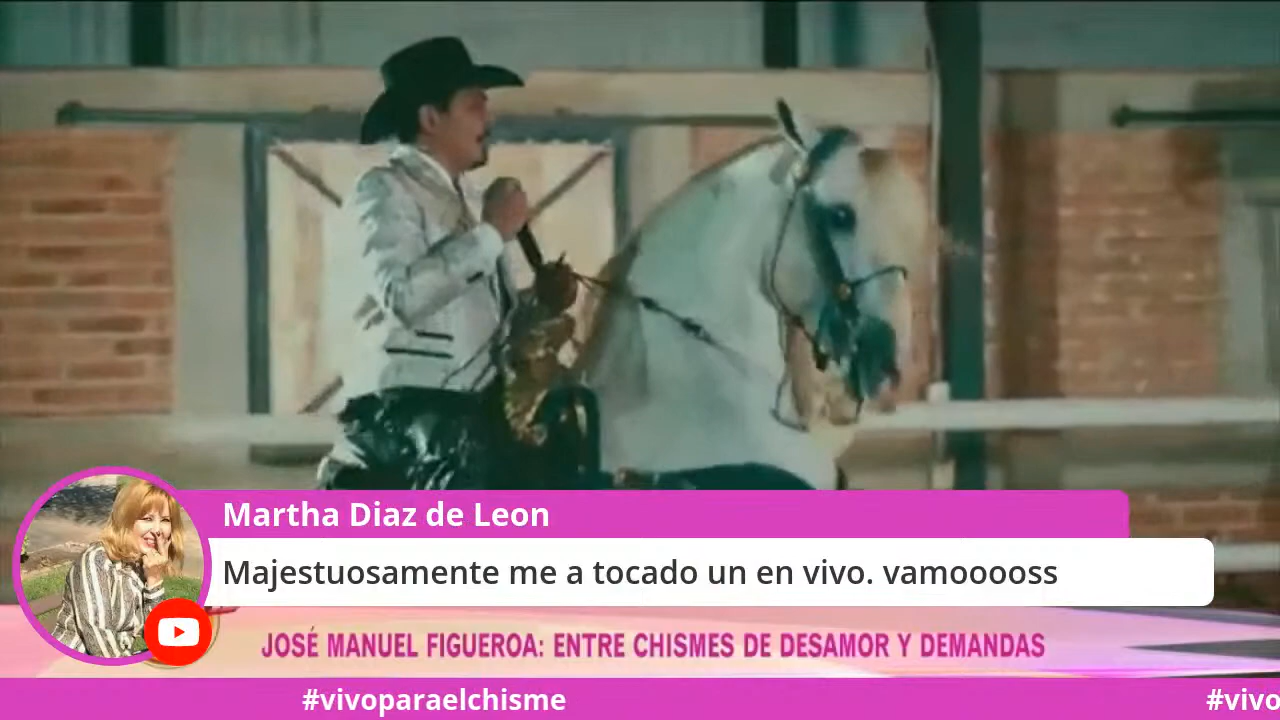 Martha Diaz de Leon
Majestuosamente me a tocado un en vivo. vamooooss
JOSÉ MANUEL FIGUEROA: ENTRE CHISMES DE DESAMOR Y DEMANDAS
#vivoparaelchisme #vivo